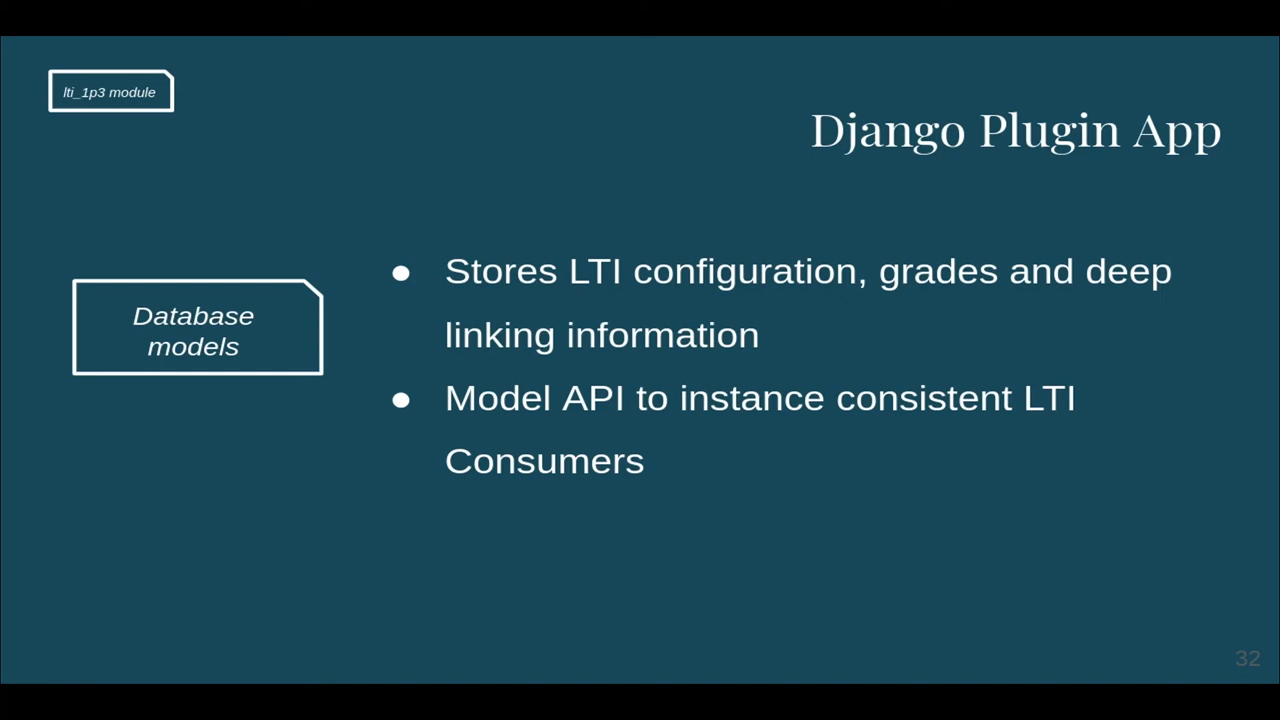 lti_1p3 module
Django Plugin App
Database
models
● Stores LTI configuration, grades and deep
linking information
● Model API to instance consistent LTI
Consumers
32